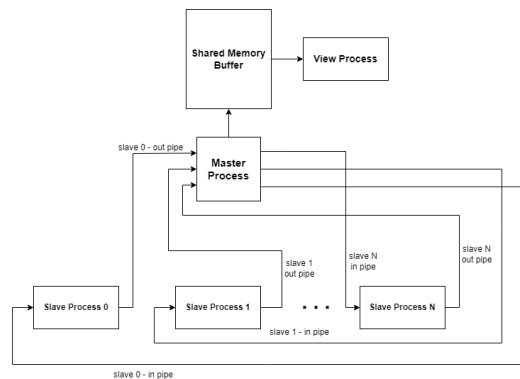 Shared Memory
Buffer
View Process
slave 0 - out pipe
Master
Process
slave 1
out pipe
slave N
in pipe
slave N
out pipe
Slave Process 0
Slave Process 1
• • •
Slave Process N
slave 1 - in pipe
slave 0 - in pipe